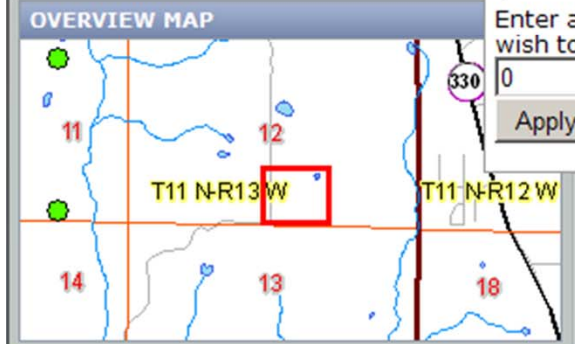 OVERVIEW MAP
Enter a
wish to
330
0
Apply
11
12
T11 N-R13 W
T11 N-R12 W
14
13
18